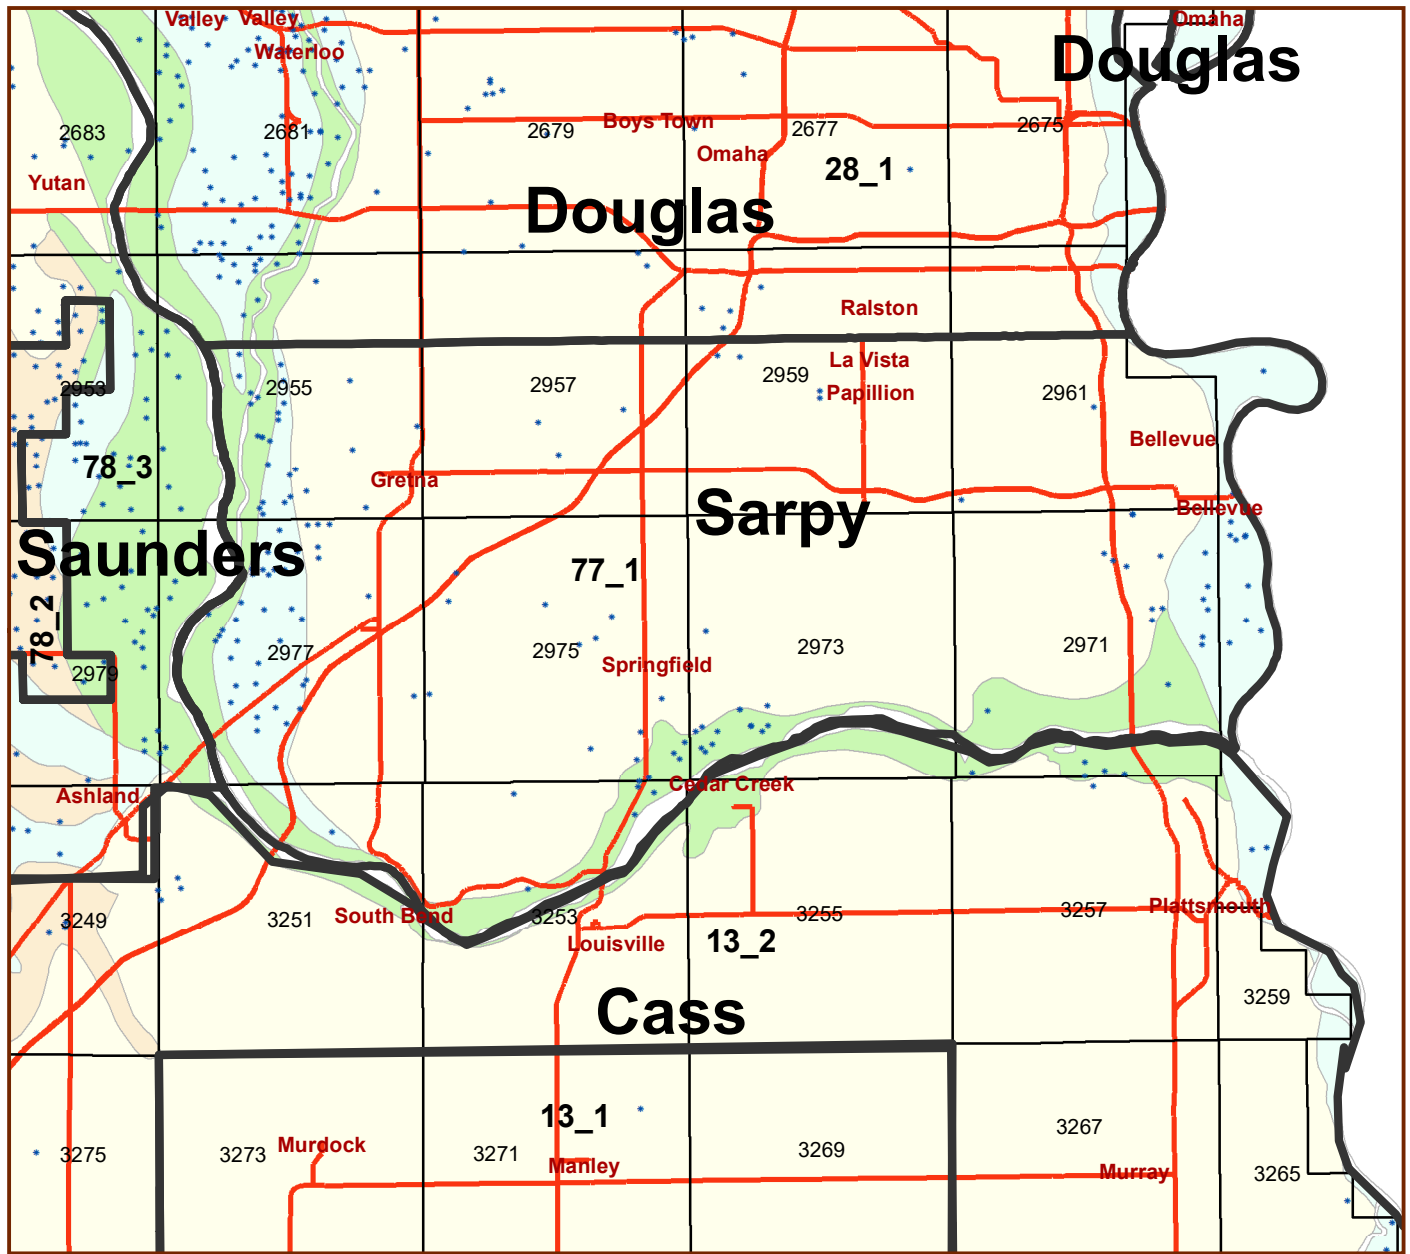 Valley Valley Omaha
Waterloo
Douglas
2683 2681 2679 Boys Town 2677 2675
Omaha
Yutan
28_1
Douglas
Ralston
La Vista
2953 2955 2957 2959 Papillion 2961
Bellevue
78_3
Gretna
Bellevue
Sarpy
Saunders
77_1
78_2
2979 2977 2975 2973 2971
Springfield
Ashland
Cedar Creek
3249 3251 South Bend 3253 3255 3257 Plattsmouth
Louisville 13_2
3259
Cass
13_1
3275 3273 Murdock 3271 3269 3267
Manley Murray 3265